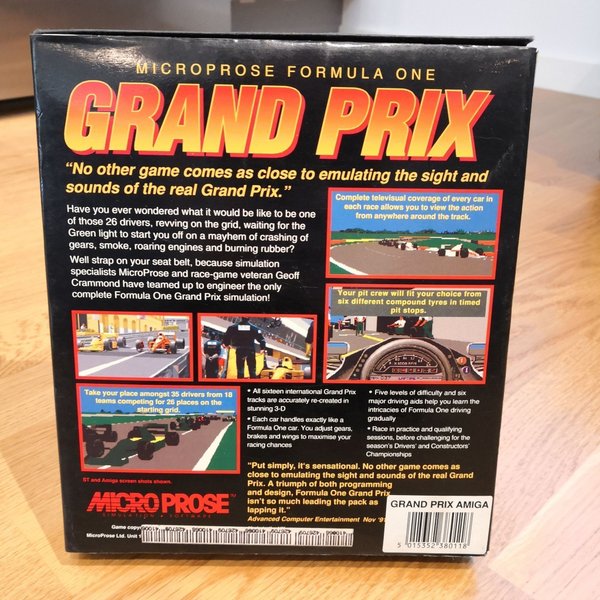 MICROPROSE FORMULA ONE
GRAND PRIX
“No other game comes as close to emulating the sight and
sounds of the real Grand Prix.”
Have you ever wondered what it would be like to be one
of those 26 drivers, revving on the grid, waiting for the
Green light to start you off on a mayhem of crashing of
gears, smoke, roaring engines and burning rubber?
Well strap on your seat belt, because simulation
specialists MicroProse and race-game veteran Geoff
Crammond have teamed up to engineer the only
complete Formula One Grand Prix simulation!
Complete televisual coverage of every car in
each race allows you to view the action
from anywhere around the track.
Your pit crew will fit your choice from
six different compound tyres in timed
pit stops.
Take your place amongst 35 drivers from 18
teams competing for 26 places on the
starting grid.
ST and Amiga screen shots shown.
• All sixteen international Grand Prix
tracks are accurately re-created in
stunning 3-D
• Each car handles exactly like a
Formula One car. You adjust gears,
brakes and wings to maximise your
racing chances
• Five levels of difficulty and six
major driving aids help you learn the
intricacies of Formula One driving
gradually
• Race in practice and qualifying
sessions, before challenging for the
season's Drivers' and Constructors'
Championships
“Put simply, it's sensational. No other game comes as
close to emulating the sight and sounds of the real Grand
Prix. A triumph of both programming
and design, Formula One Grand Prix
isn't so much leading the pack as
lapping it.”
Advanced Computer Entertainment Nov '91
MICROPROSE™
SIMULATION • SOFTWARE
Game
MicroProse Ltd. Unit 1
GRAND PRIX AMIGA
5 015352 380118